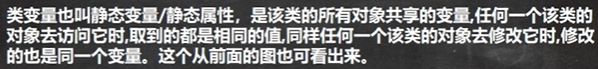 类变量也叫静态变量/静态属性，是该类的所有对象共享的变量,任何一个该类的
对象去访问它时,取到的都是相同的值,同样任何一个该类的对象去修改它时,修改
的也是同一个变量。这个从前面的图也可看出来。